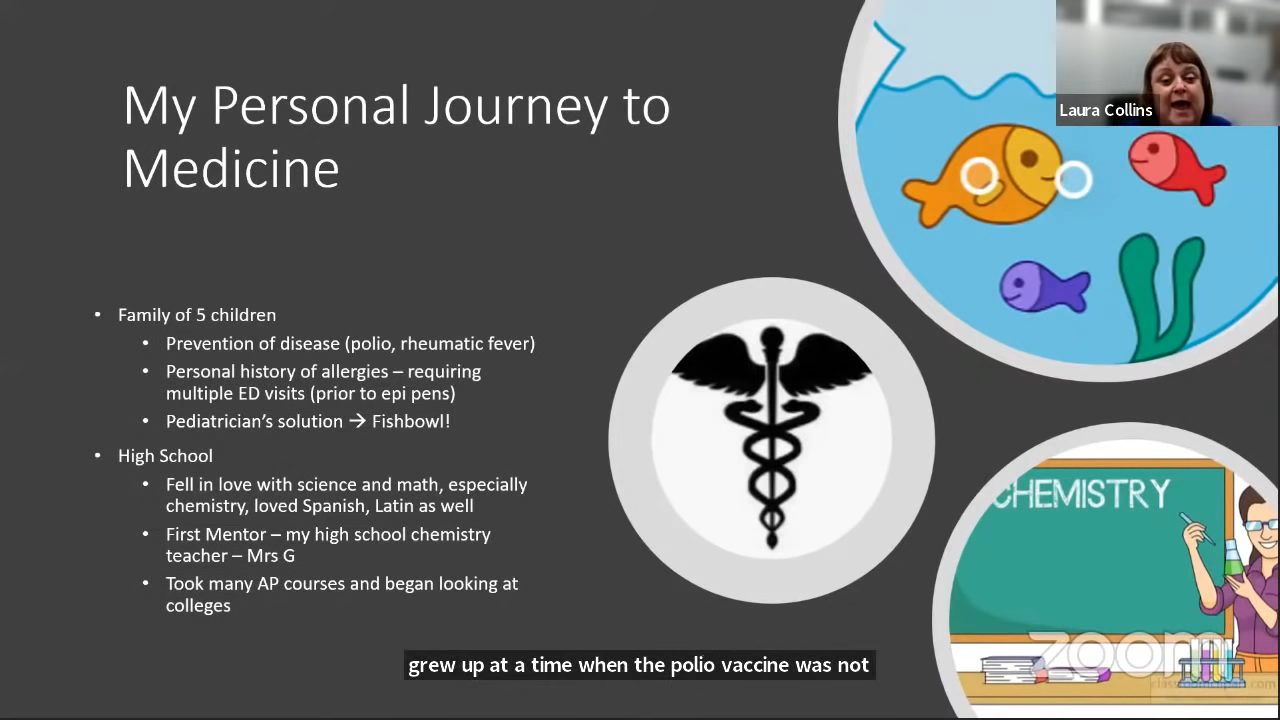 My Personal Journey to
Medicine
Laura Collins
• Family of 5 children
• Prevention of disease (polio, rheumatic fever)
• Personal history of allergies – requiring
multiple ED visits (prior to epi pens)
• Pediatrician's solution → Fishbowl!
• High School
• Fell in love with science and math, especially
chemistry, loved Spanish, Latin as well
• First Mentor – my high school chemistry
teacher – Mrs G
• Took many AP courses and began looking at
colleges
CHEMISTRY
zoom
grew up at a time when the polio vaccine was not